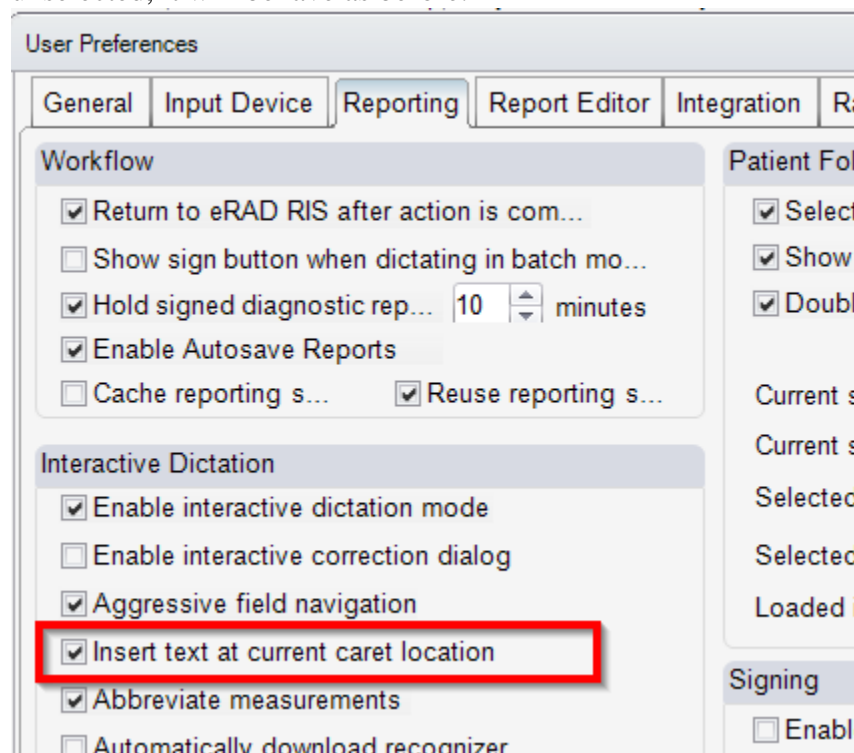 User Preferences
General Input Device Reporting Report Editor Integration
Workflow
Return to eRAD RIS after action is com...
Show sign button when dictating in batch mo...
Hold signed diagnostic rep... 10 minutes
Enable Autosave Reports
Cache reporting s... Reuse reporting s...
Interactive Dictation
Enable interactive dictation mode
Enable interactive correction dialog
Aggressive field navigation
Insert text at current caret location
Abbreviate measurements
Automatically download recognizer
Patient
Show
Current
Current
Loaded
Signing